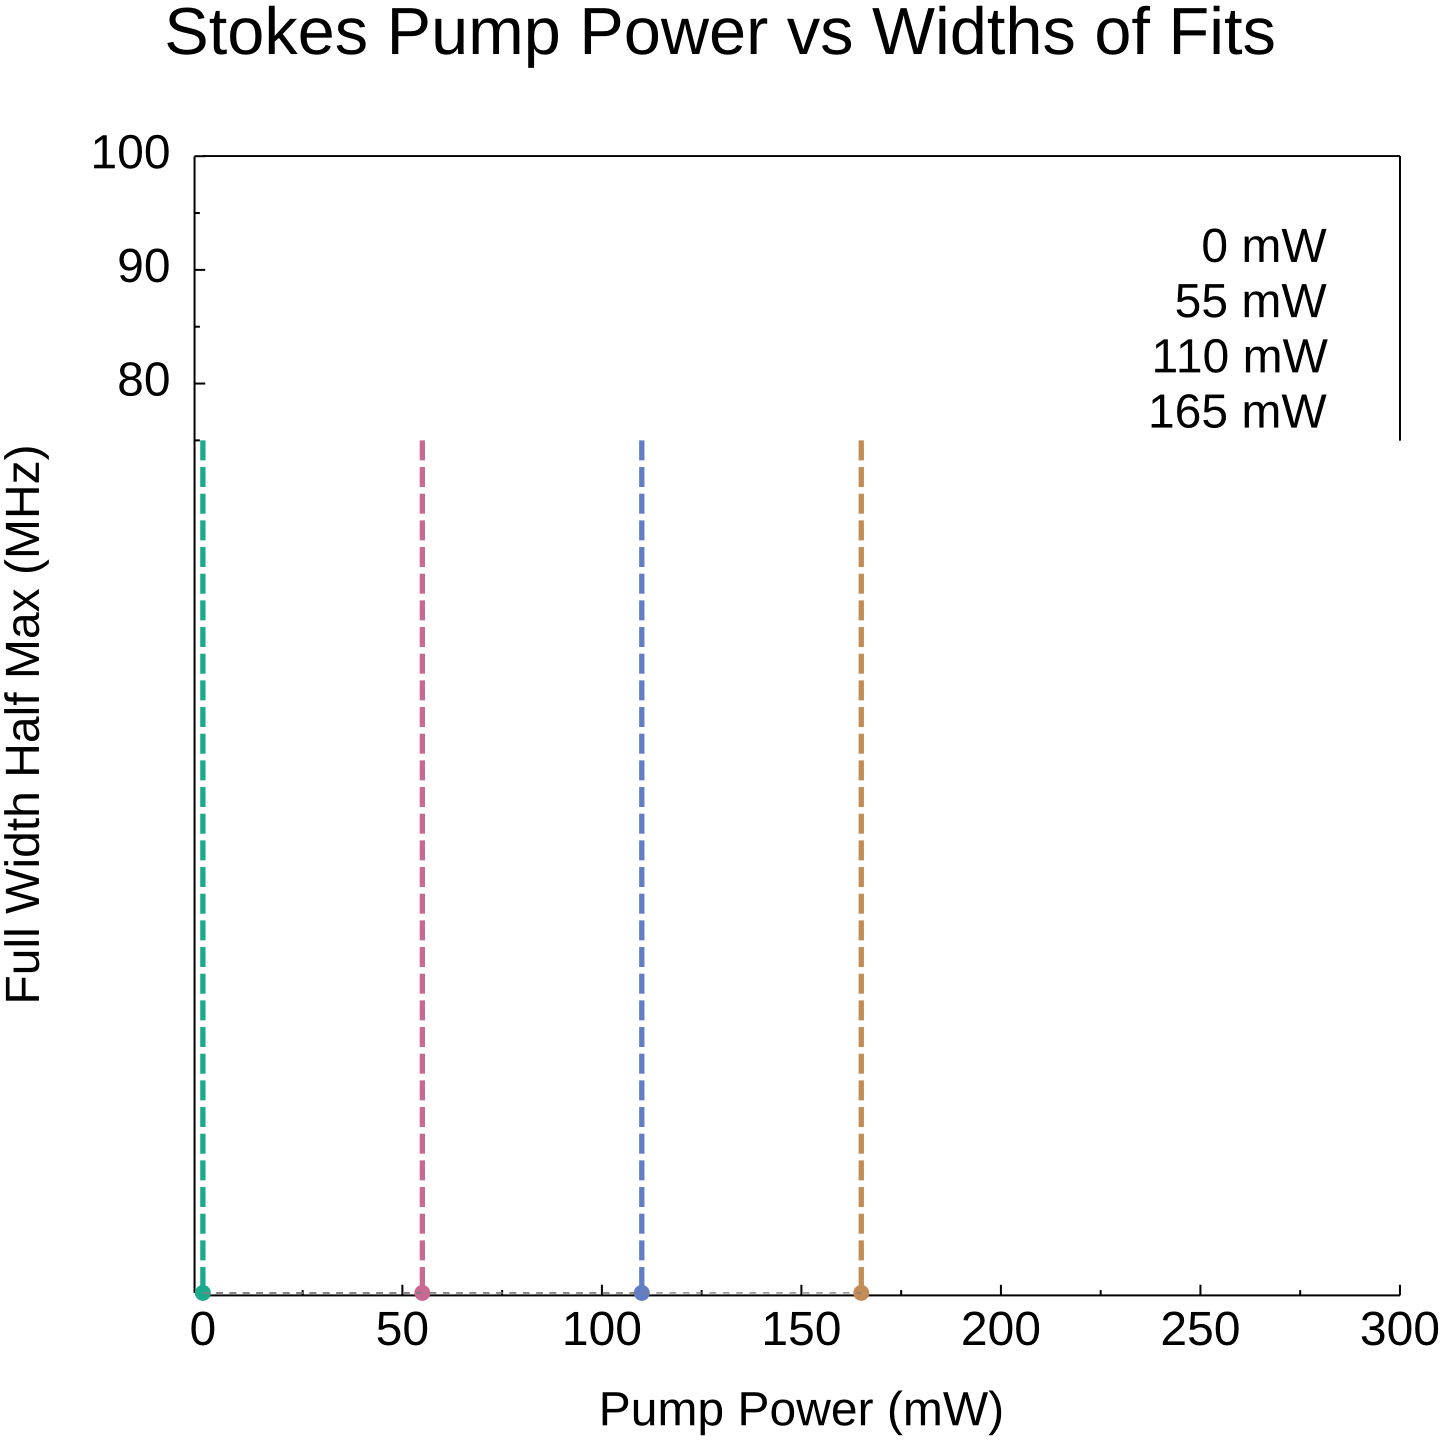 Stokes Pump Power vs Widths of Fits
100
90
80
0 mW
55 mW
110 mW
165 mW
Full Width Half Max (MHz)
0 50 100 150 200 250 300
Pump Power (mW)